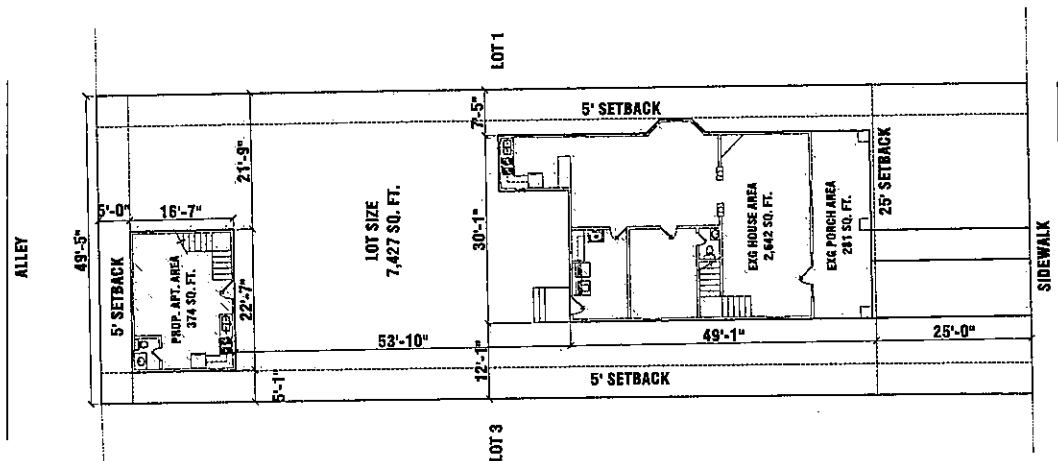 ALLEY
49'-5"
5'-0"
5' SETBACK
16'-7"
PROP. APT. AREA
374 SQ. FT.
21'-9"
22'-7"
5'-1"
LOT SIZE
7,427 SQ. FT.
53'-10"
LOT 1
7'-5"
30'-1"
12'-1"
LOT 3
5' SETBACK
EXG HOUSE AREA
2,642 SQ. FT.
EXG PORCH AREA
281 SQ. FT.
25' SETBACK
49'-1"
25'-0"
5' SETBACK
SIDEWALK